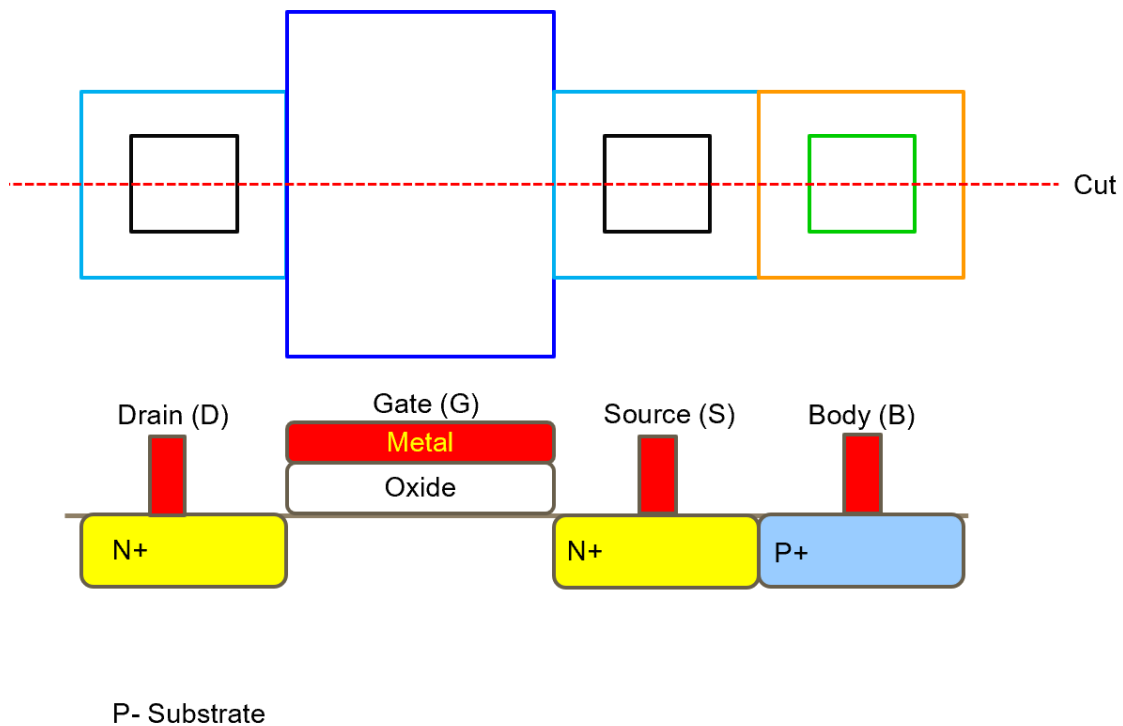 Cut
Drain (D)
Gate (G)
Source (S)
Body (B)
Metal
Oxide
N+
N+
P+
P- Substrate